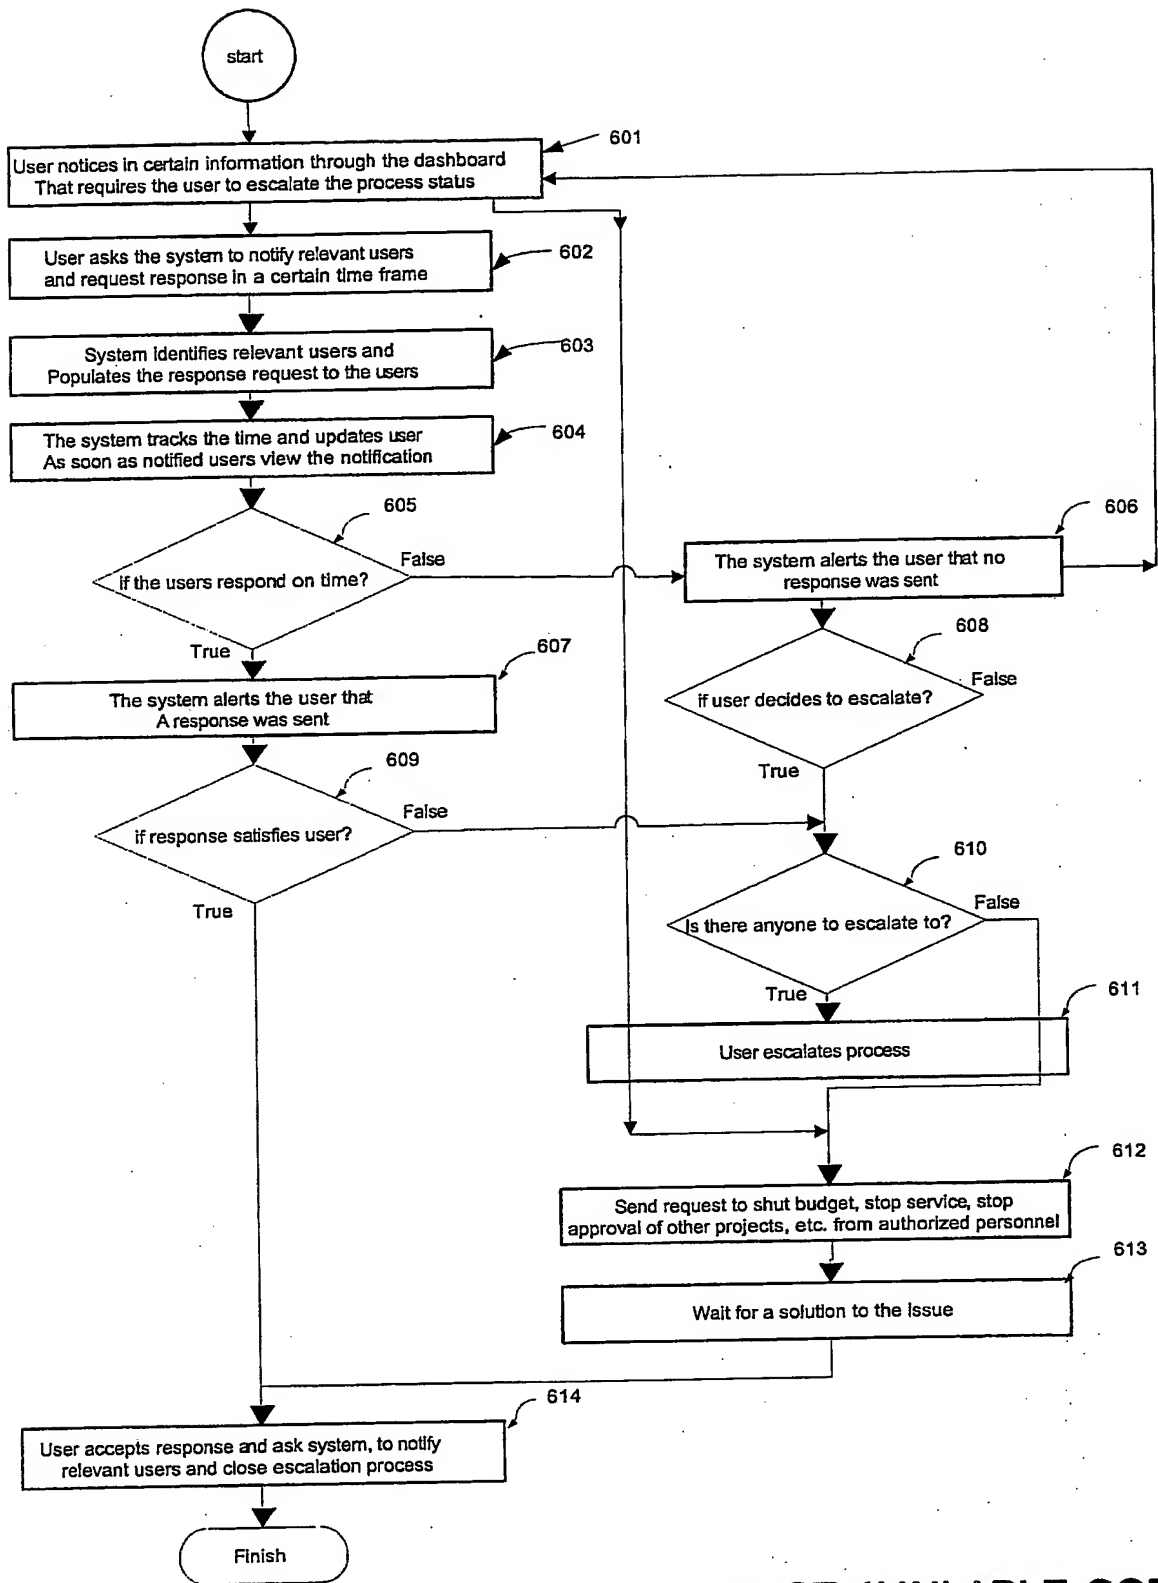 start
601
User notices in certain information through the dashboard
That requires the user to escalate the process status
User asks the system to notify relevant users
and request response in a certain time frame
602
System identifies relevant users and
Populates the response request to the users
603
The system tracks the time and updates user
As soon as notified users view the notification
604
605
if the users respond on time?
False
True
606
The system alerts the user that no
response was sent
607
The system alerts the user that
A response was sent
608
if user decides to escalate?
False
True
609
if response satisfies user?
False
True
610
Is there anyone to escalate to?
False
True
611
User escalates process
612
Send request to shut budget, stop service, stop
approval of other projects, etc. from authorized personnel
613
Wait for a solution to the issue
614
User accepts response and ask system, to notify
relevant users and close escalation process
Finish